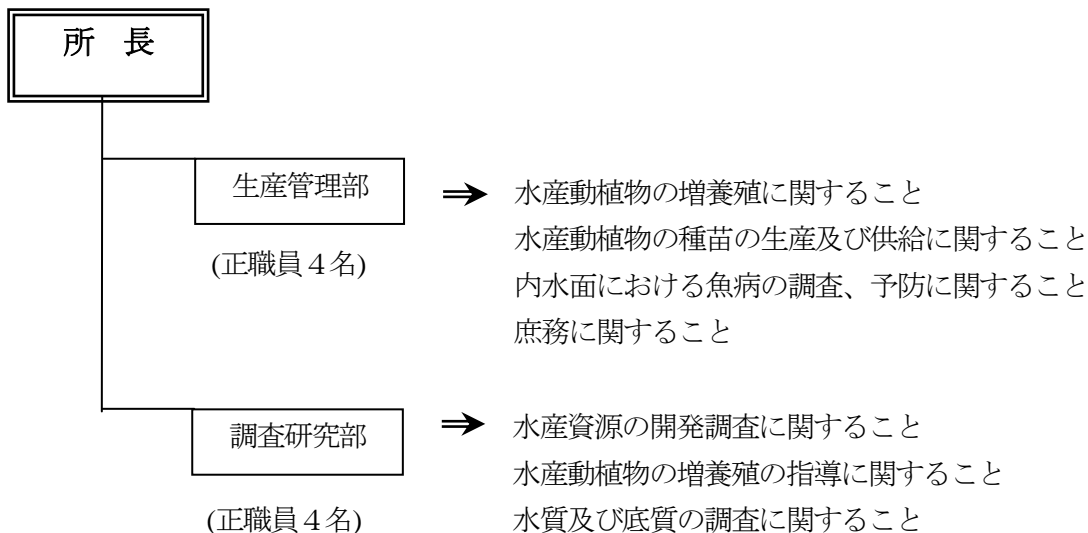 所　長
生産管理部
(正職員４名)
⇒ 水産動植物の増養殖に関すること
水産動植物の種苗の生産及び供給に関すること
内水面における魚病の調査、予防に関すること
庶務に関すること
調査研究部
(正職員４名)
⇒ 水産資源の開発調査に関すること
水産動植物の増養殖の指導に関すること
水質及び底質の調査に関すること